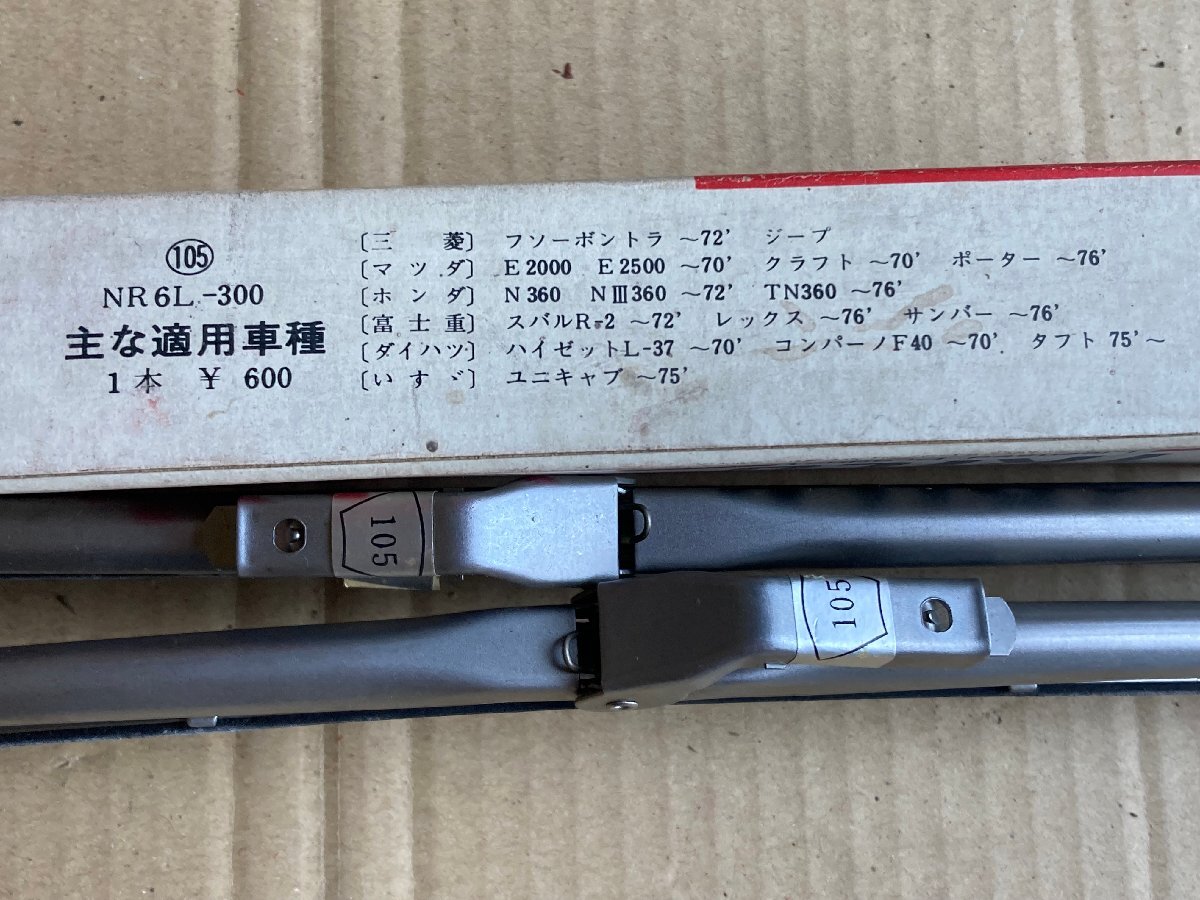 ⑩⑤
NR6L-300
主な適用車種
1本 ¥ 600
〔三菱〕 フソーボントラ ~72' ジープ
〔マツダ〕 E2000 E2500 ~70' クラフト ~70' ポーター ~76'
〔ホンダ〕 N360 NⅢ360 ~72' TN360 ~76'
〔富士重〕 スバルR-2 ~72' レックス ~76' サンバー ~76'
〔ダイハツ〕 ハイゼットL-37 ~70' コンパーノF40 ~70' タフト 75'~
〔いすゞ〕 ユニキャブ ~75'
105
105